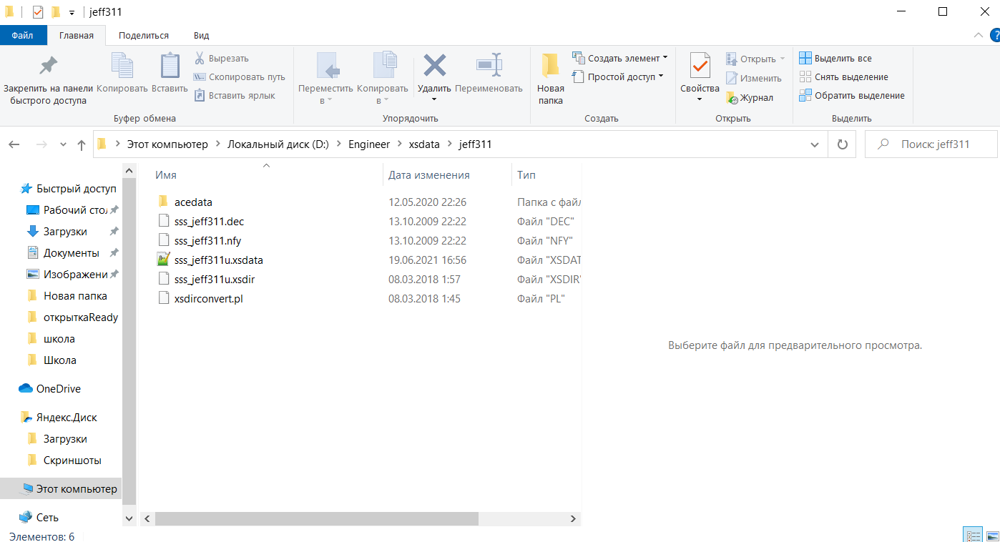 jeff311
Файл Главная Поделиться Вид
Закрепить на панели быстрого доступа
Копировать
Вставить
Вырезать
Скопировать путь
Вставить ярлык
Буфер обмена
Переместить в
Копировать в
Удалить
Переименовать
Упорядочить
Новая папка
Создать элемент
Простой доступ
Создать
Свойства
Открыть
Изменить
Журнал
Открыть
Выделить все
Снять выделение
Обратить выделение
Выделить
Этот компьютер Локальный диск (D:) Engineer xsdata jeff311
Поиск: jeff311
Быстрый доступ
Рабочий стол
Загрузки
Документы
Изображени
Новая папка
открыткаReady
школа
Школа
OneDrive
Яндекс.Диск
Загрузки
Скриншоты
Этот компьютер
Сеть
Имя Дата изменения Тип
acedata 12.05.2020 22:26 Папка с файл
sss_jeff311.dec 13.10.2009 22:22 Файл "DEC"
sss_jeff311.nfy 13.10.2009 22:22 Файл "NFY"
sss_jeff311u.xsdata 19.06.2021 16:56 Файл "XSDAT
sss_jeff311u.xsdir 08.03.2018 1:57 Файл "XSDIR"
xsdirconvert.pl 08.03.2018 1:45 Файл "PL"
Выберите файл для предварительного просмотра.
Элементов: 6